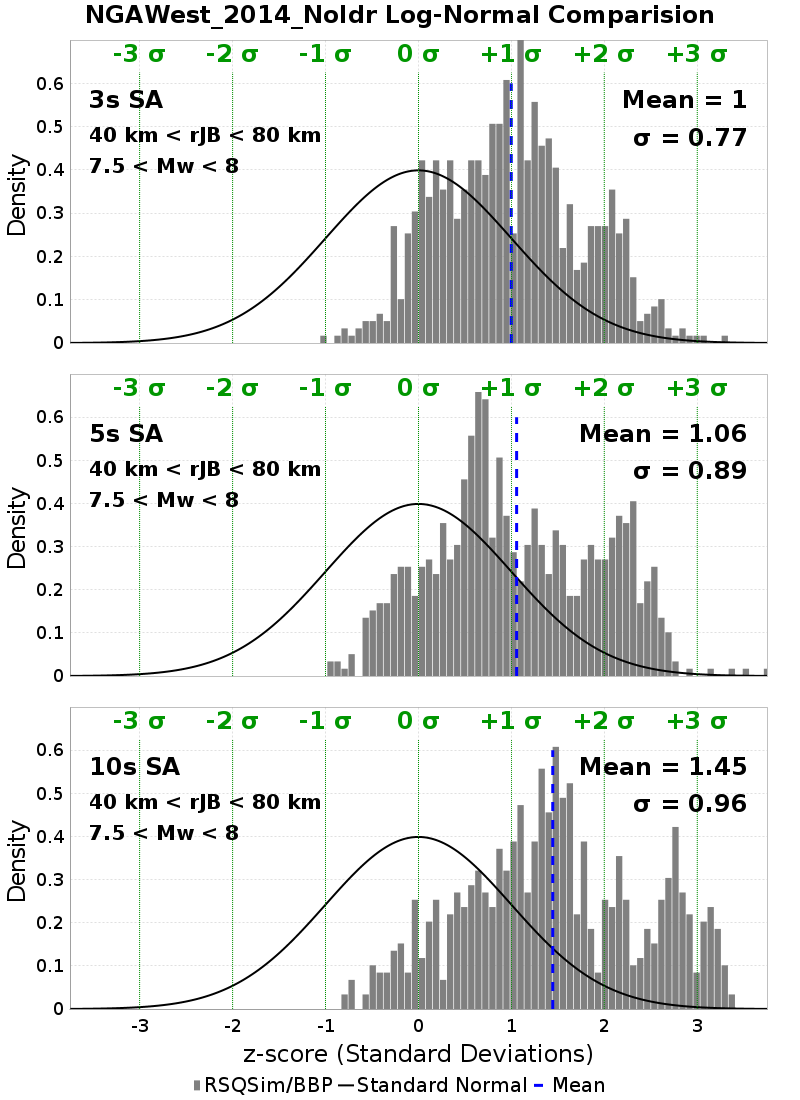 NGAWest_2014_NoIdr Log-Normal Comparision
-3 σ -2 σ -1 σ 0 σ +1 σ +2 σ +3 σ
3s SA
Mean = 1
40 km < rJB < 80 km
σ = 0.77
7.5 < Mw < 8
0.6
0.5
0.4
0.3
0.2
0.1
0
Density
-3 σ -2 σ -1 σ 0 σ +1 σ +2 σ +3 σ
5s SA
Mean = 1.06
40 km < rJB < 80 km
σ = 0.89
7.5 < Mw < 8
0.6
0.5
0.4
0.3
0.2
0.1
0
Density
-3 σ -2 σ -1 σ 0 σ +1 σ +2 σ +3 σ
10s SA
Mean = 1.45
40 km < rJB < 80 km
σ = 0.96
7.5 < Mw < 8
0.6
0.5
0.4
0.3
0.2
0.1
0
Density
-3 -2 -1 0 1 2 3
z-score (Standard Deviations)
RSQSim/BBP Standard Normal Mean